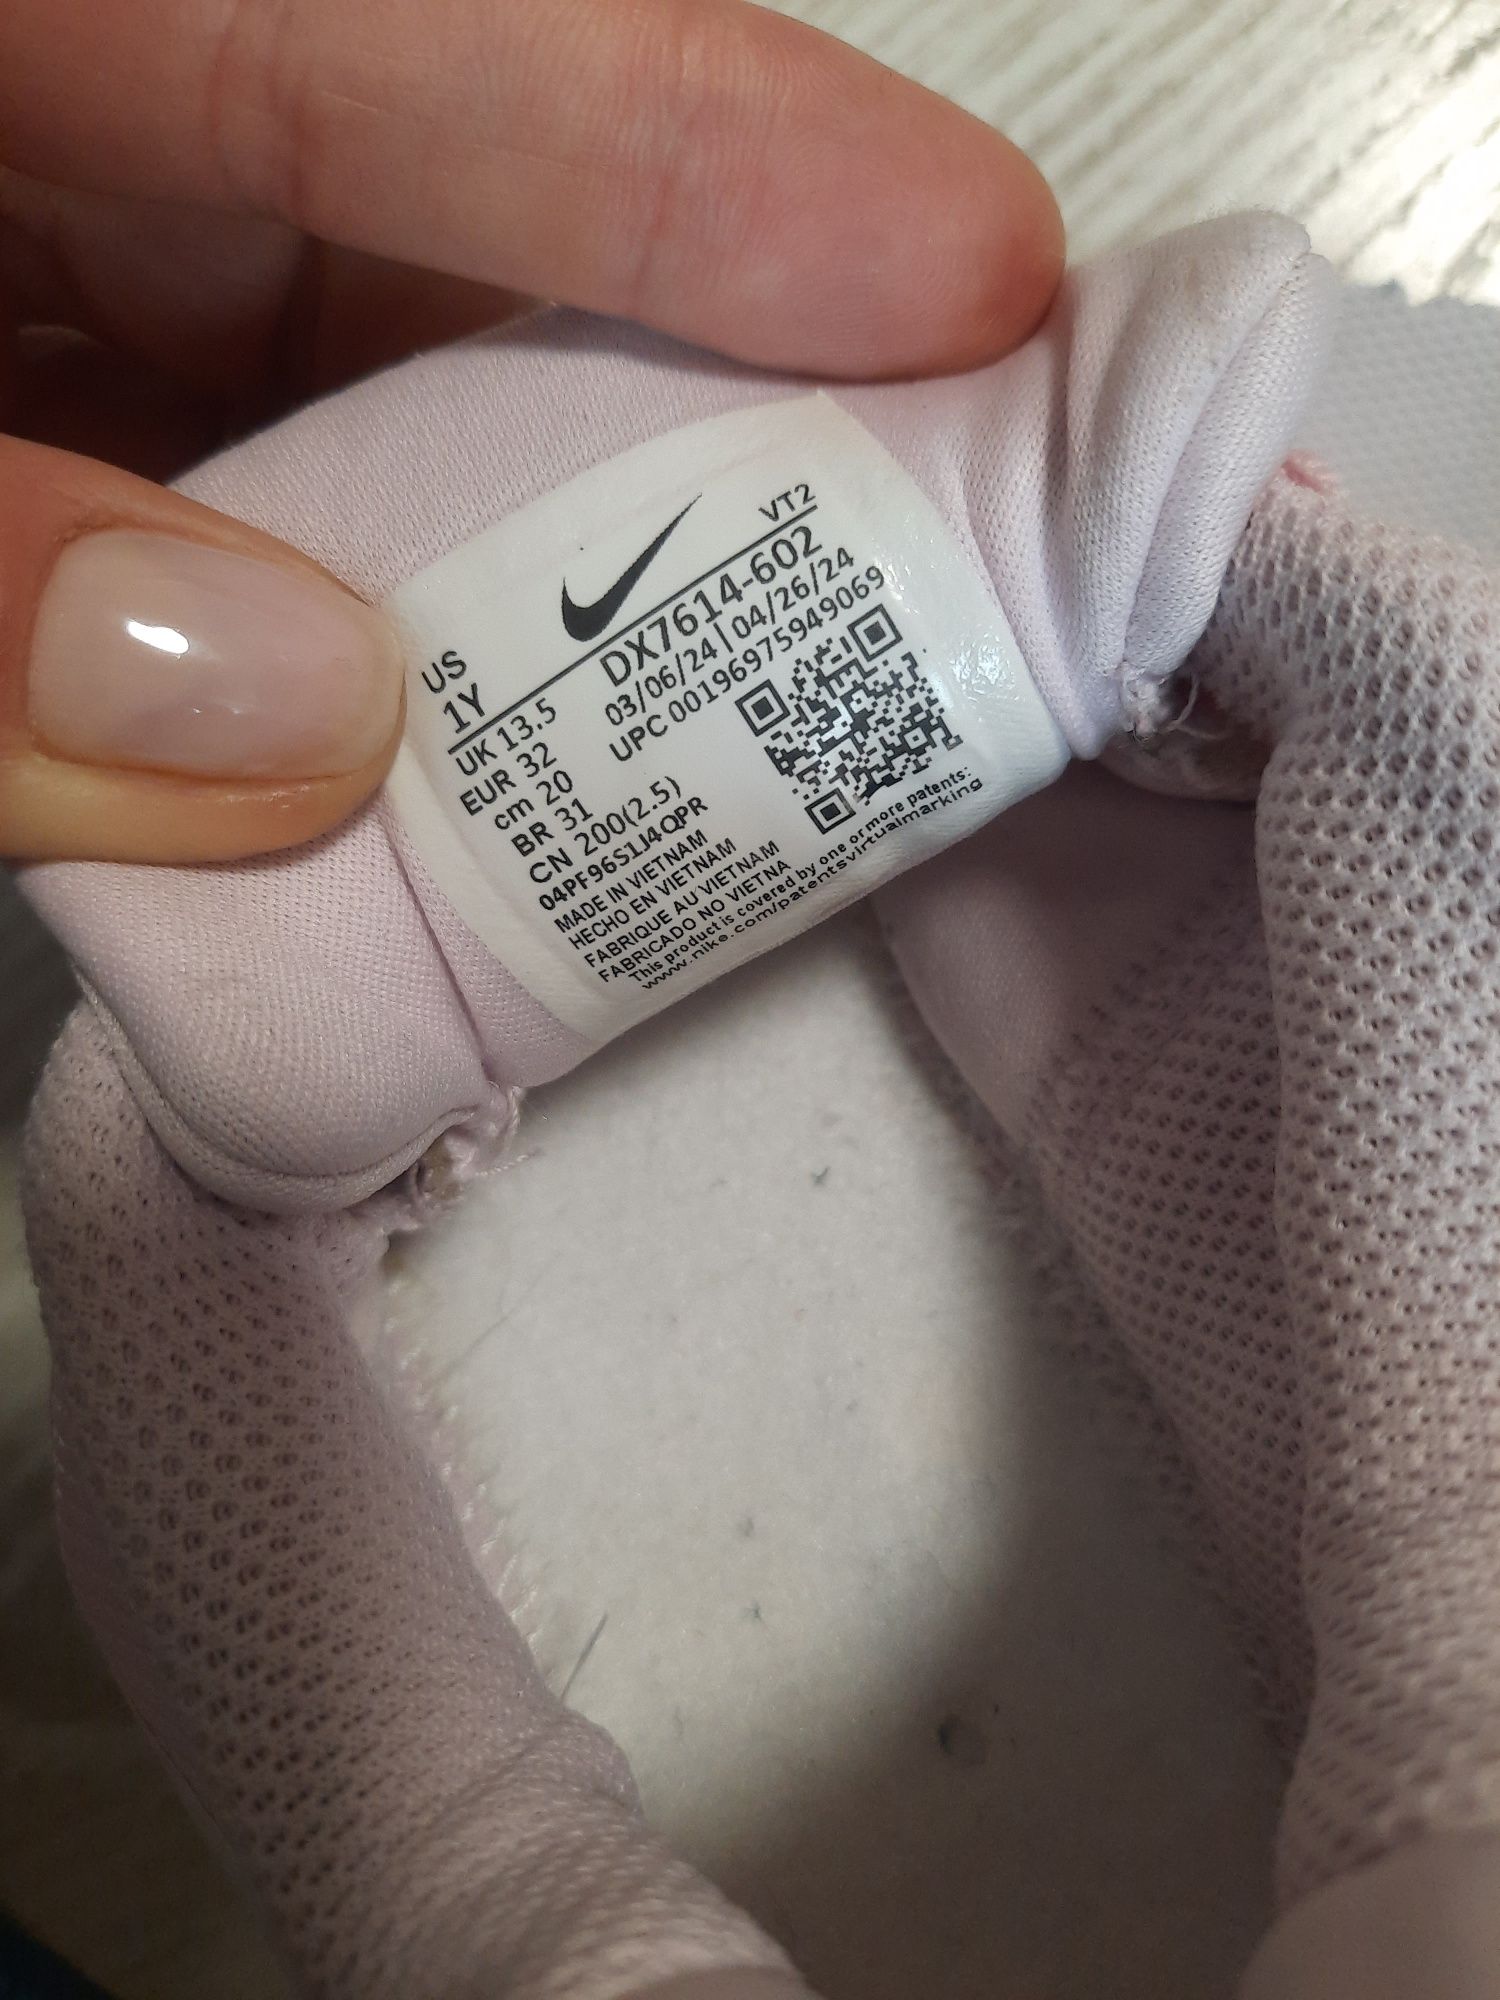 VT2
US
1Y
DX7614-602
UK 13.5
03/06/24 | 04/26/24
EUR 32
UPC 00196975949069
cm 20
BR 31
CN 200(2.5)
04PF96S1J4QPR
MADE IN VIETNAM
HECHO EN VIETNAM
FABRIQUE AU VIETNAM
FABRICADO NO VIETNA
This product is covered by one or more patents:
www.nike.com/patentsvirtualmarking